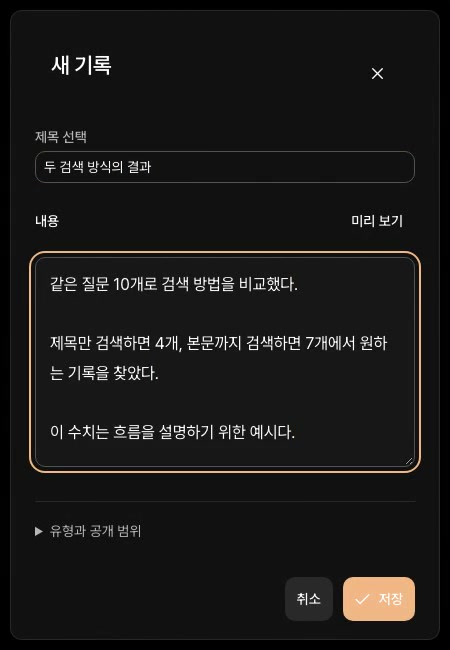 새 기록
제목 선택
두 검색 방식의 결과
내용
미리 보기
같은 질문 10개로 검색 방법을 비교했다.
제목만 검색하면 4개, 본문까지 검색하면 7개에서 원하
는 기록을 찾았다.
이 수치는 흐름을 설명하기 위한 예시다.
유형과 공개 범위
취소
저장